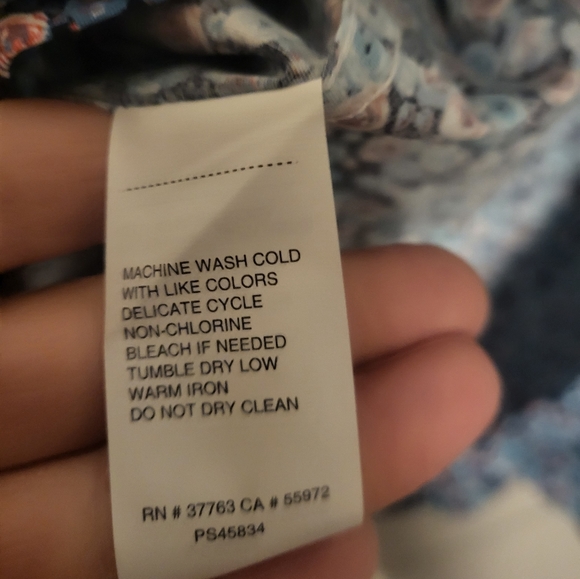 MACHINE WASH COLD
WITH LIKE COLORS
DELICATE CYCLE
NON-CHLORINE
BLEACH IF NEEDED
TUMBLE DRY LOW
WARM IRON
DO NOT DRY CLEAN
RN # 37763 CA # 55972
PS45834